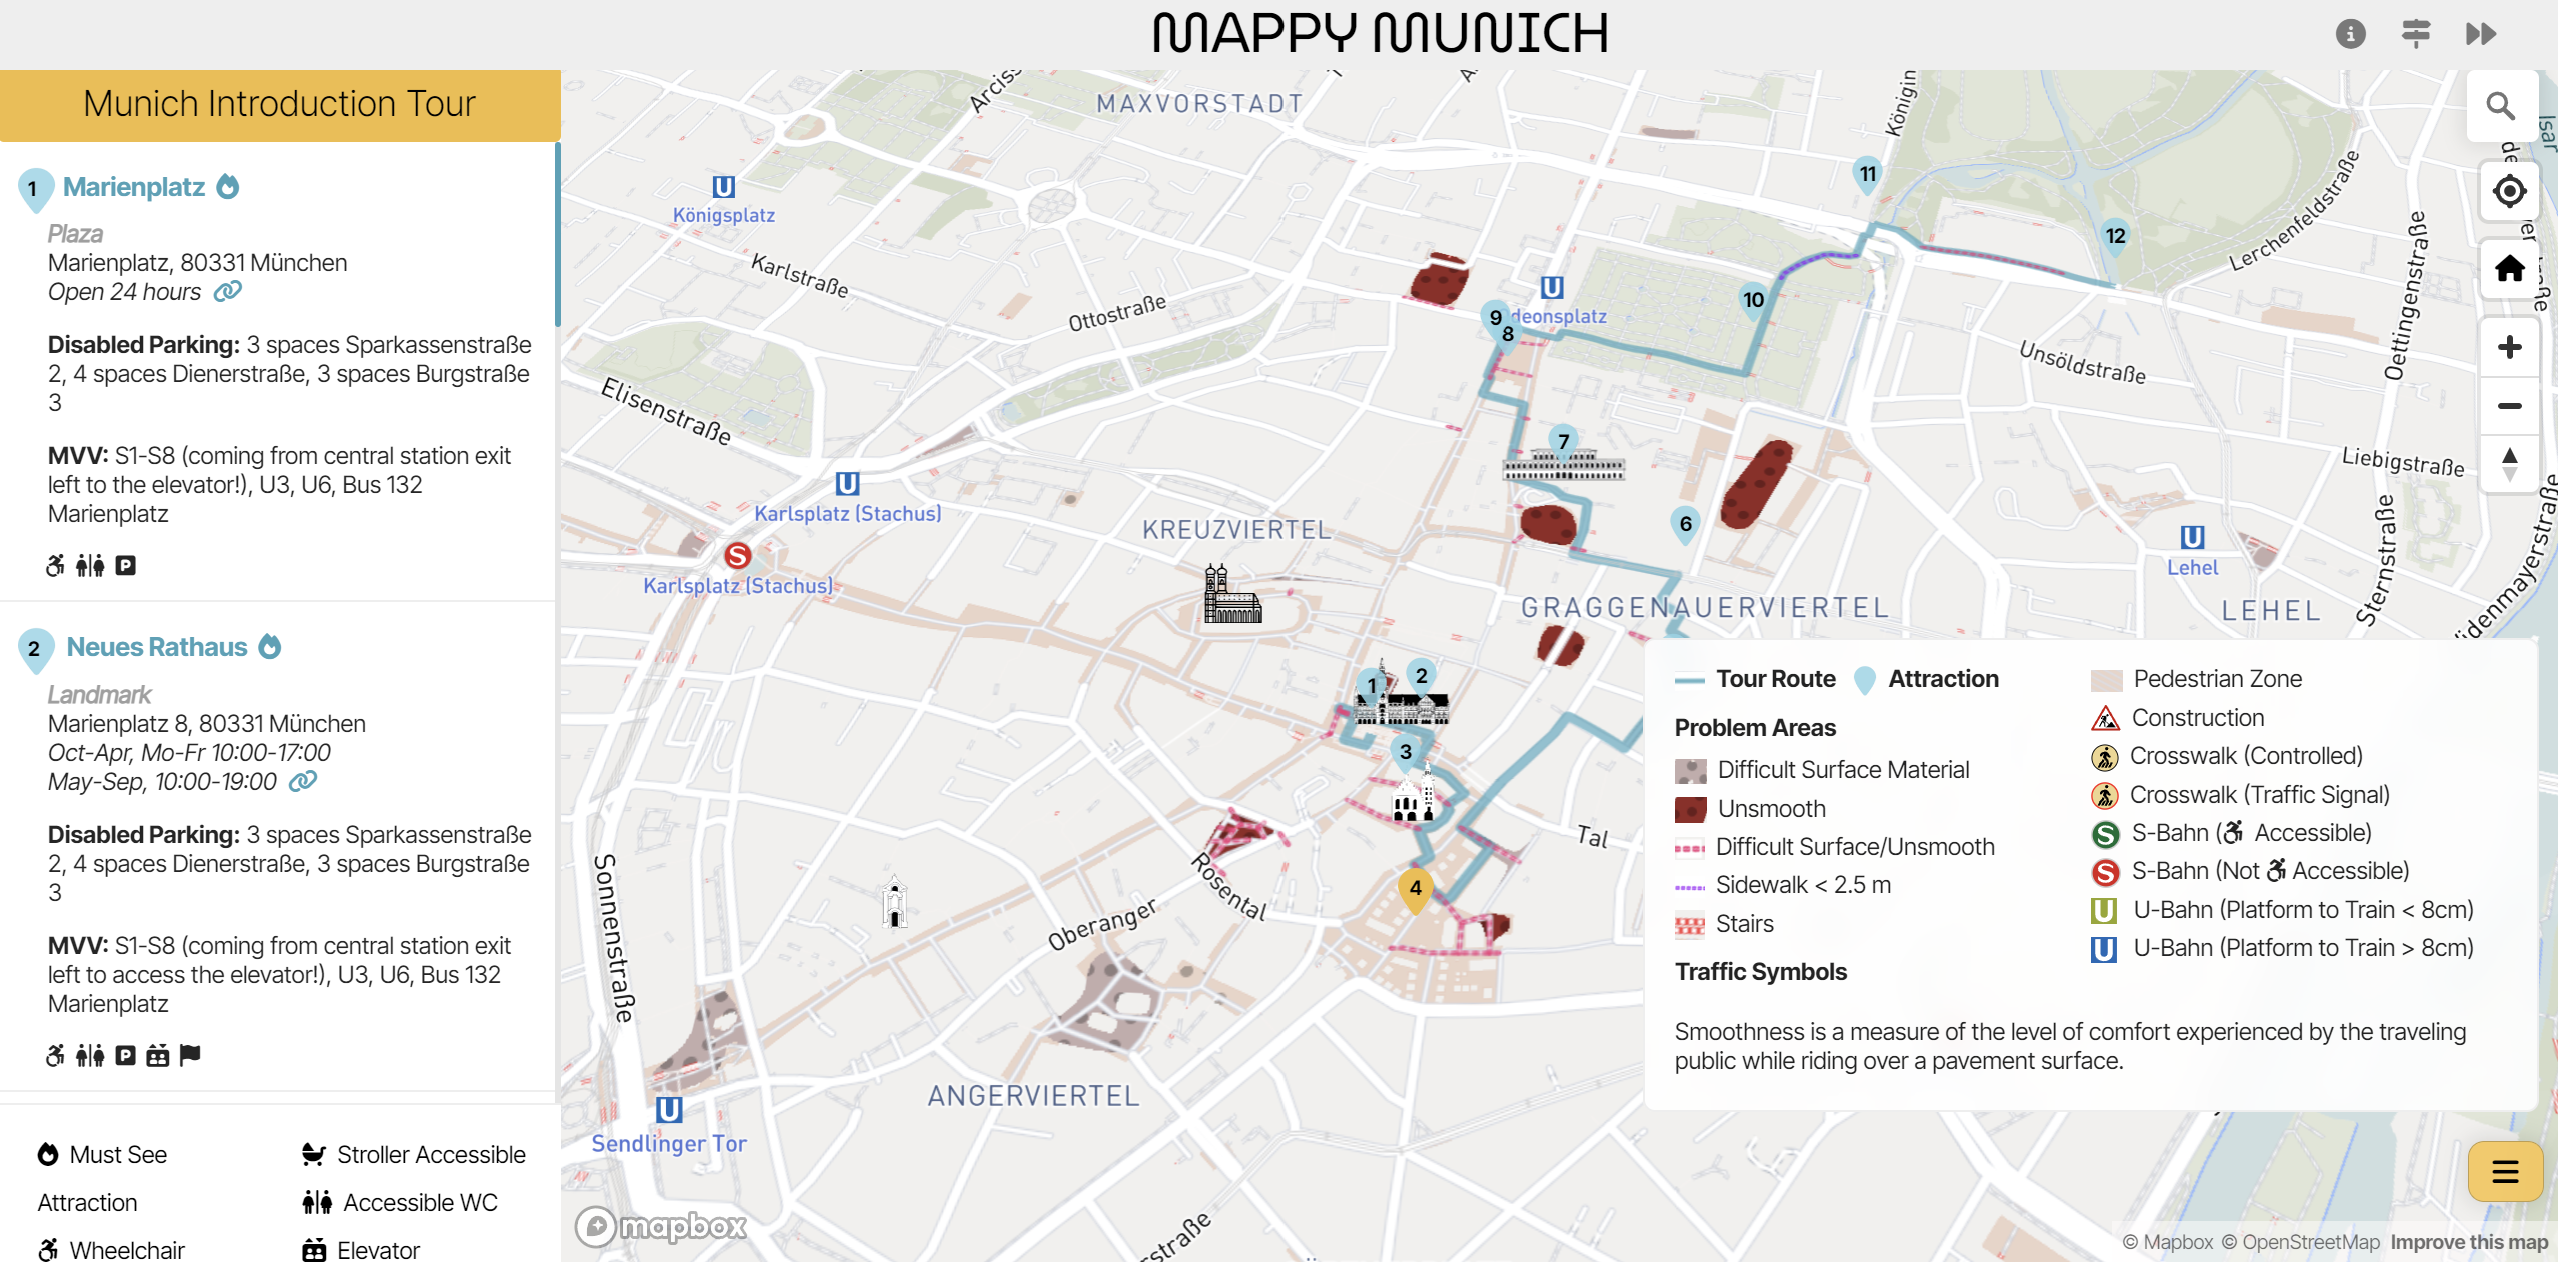 MAPPY MUNICH
Munich Introduction Tour
1 Marienplatz
Plaza
Marienplatz, 80331 München
Open 24 hours
Disabled Parking: 3 spaces Sparkassenstraße
2, 4 spaces Dienerstraße, 3 spaces Burgstraße
3
MVV: S1-S8 (coming from central station exit
left to the elevator!), U3, U6, Bus 132
Marienplatz
P
2 Neues Rathaus
Landmark
Marienplatz 8, 80331 München
Oct-Apr, Mo-Fr 10:00-17:00
May-Sep, 10:00-19:00
Disabled Parking: 3 spaces Sparkassenstraße
2, 4 spaces Dienerstraße, 3 spaces Burgstraße
3
MVV: S1-S8 (coming from central station exit
left to access the elevator!), U3, U6, Bus 132
Marienplatz
P
Must See
Attraction
Wheelchair
Stroller Accessible
Accessible WC
Elevator
Arciss
MAXVORSTADT
Königin
Isar
Lerchenfeldstraße
11
12
U
Königsplatz
Karlstraße
Ottostraße
U
deonsplatz
9
8
10
Oettingenstraße
Unsöldstraße
Elisenstraße
7
Liebigstraße
U
Karlsplatz (Stachus)
S
Karlsplatz (Stachus)
KREUZVIERTEL
6
Sternstraße
U
Lehel
LEHEL
Widenmayerstraße
GRAGGENAUERVIERTEL
1
2
3
4
Tal
Rosental
Oberanger
Sonnenstraße
ANGERVIERTEL
U
Sendlinger Tor
straße
Tour Route
Attraction
Problem Areas
Difficult Surface Material
Unsmooth
Difficult Surface/Unsmooth
Sidewalk < 2.5 m
Stairs
Traffic Symbols
Pedestrian Zone
Construction
Crosswalk (Controlled)
Crosswalk (Traffic Signal)
S S-Bahn ( Accessible)
S S-Bahn (Not Accessible)
U U-Bahn (Platform to Train < 8cm)
U U-Bahn (Platform to Train > 8cm)
Smoothness is a measure of the level of comfort experienced by the traveling
public while riding over a pavement surface.
mapbox
© Mapbox © OpenStreetMap Improve this map